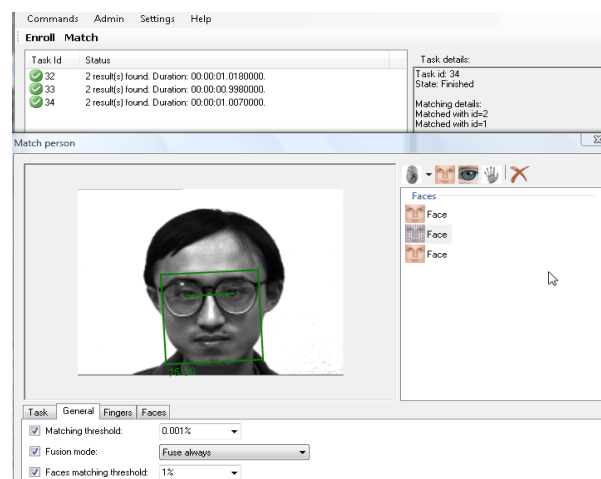 Commands Admin Settings Help
Enroll Match
Task Id Status
32 2 result(s) found. Duration: 00:00:01.0180000.
33 2 result(s) found. Duration: 00:00:00.9980000.
34 2 result(s) found. Duration: 00:00:01.0070000.
Task details:
Task id: 34
State: Finished
Matching details:
Matched with id=2
Matched with id=1
Match person
Faces
Face
Face
Face
Task General Fingers Faces
Matching threshold: 0.001%
Fusion mode: Fuse always
Faces matching threshold: 1%